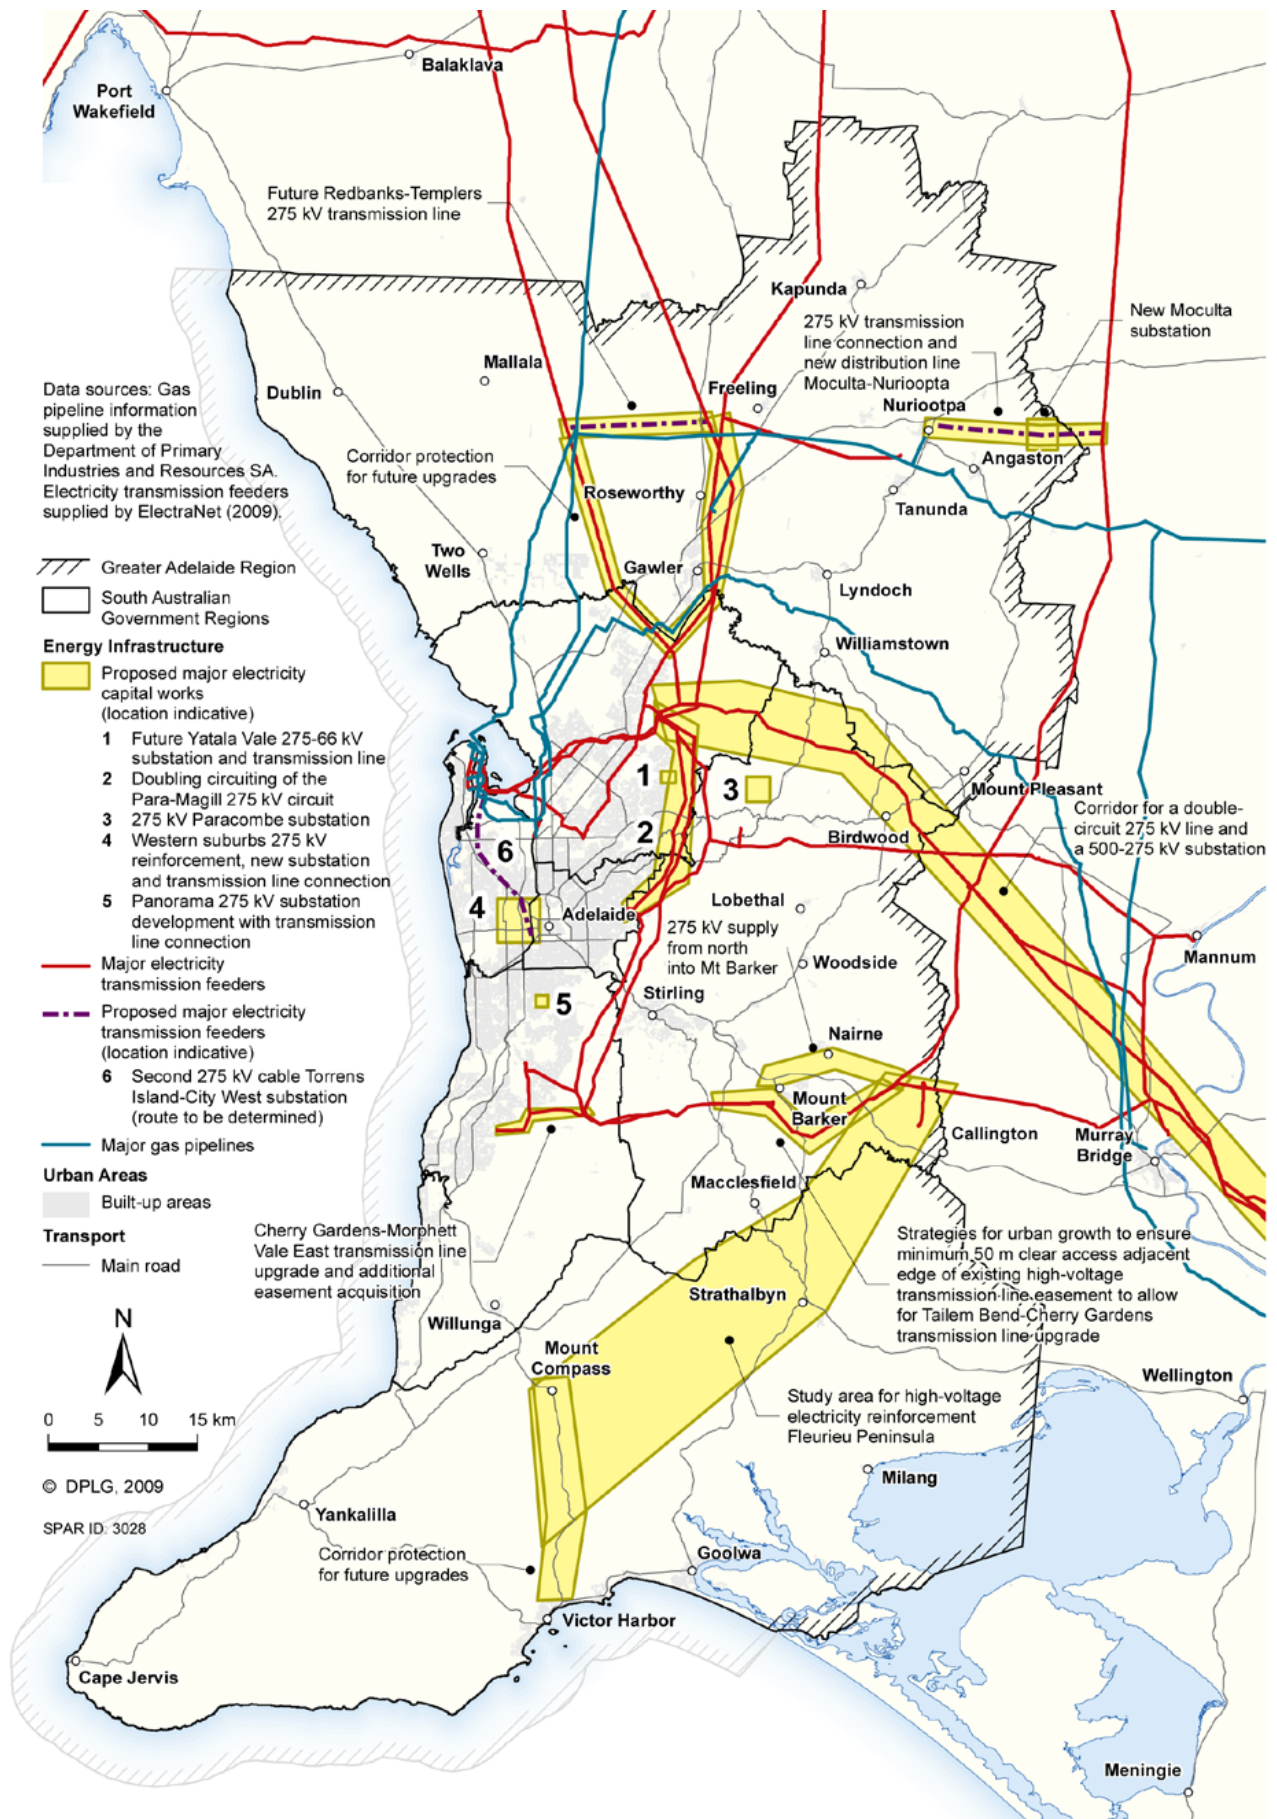 Balaklava
Port
Wakefield
Future Redbanks-Templers
275 kV transmission line
Kapunda
275 kV transmission
line connection and
new distribution line
Moculta-Nurioopta
New Moculta
substation
Mallala
Dublin
Freeling
Nuriootpa
Angaston
Data sources: Gas
pipeline information
supplied by the
Department of Primary
Industries and Resources SA.
Electricity transmission feeders
supplied by ElectraNet (2009).
Corridor protection
for future upgrades
Roseworthy
Tanunda
Two
Wells
Gawler
Lyndoch
Williamstown
Greater Adelaide Region
South Australian
Government Regions
Energy Infrastructure
Proposed major electricity
capital works
(location indicative)
1 Future Yatala Vale 275-66 kV
substation and transmission line
2 Doubling circuiting of the
Para-Magill 275 kV circuit
3 275 kV Paracombe substation
4 Western suburbs 275 kV
reinforcement, new substation
and transmission line connection
5 Panorama 275 kV substation
development with transmission
line connection
Major electricity
transmission feeders
Proposed major electricity
transmission feeders
(location indicative)
6 Second 275 kV cable Torrens
Island-City West substation
(route to be determined)
Major gas pipelines
Urban Areas
Built-up areas
Transport
Main road
1
2
3
6
4
5
Mount Pleasant
Corridor for a double-
circuit 275 kV line and
a 500-275 kV substation
Birdwood
Adelaide
Lobethal
275 kV supply
from north
into Mt Barker
Woodside
Mannum
Stirling
Nairne
Mount
Barker
Callington
Murray
Bridge
Macclesfield
Cherry Gardens-Morphett
Vale East transmission line
upgrade and additional
easement acquisition
Strategies for urban growth to ensure
minimum 50 m clear access adjacent
edge of existing high-voltage
transmission line easement to allow
for Tailem Bend-Cherry Gardens
transmission line upgrade
Strathalbyn
Willunga
Mount
Compass
Wellington
Study area for high-voltage
electricity reinforcement
Fleurieu Peninsula
Milang
N
0 5 10 15 km
© DPLG, 2009
SPAR ID: 3028
Yankalilla
Corridor protection
for future upgrades
Goolwa
Victor Harbor
Cape Jervis
Meningie